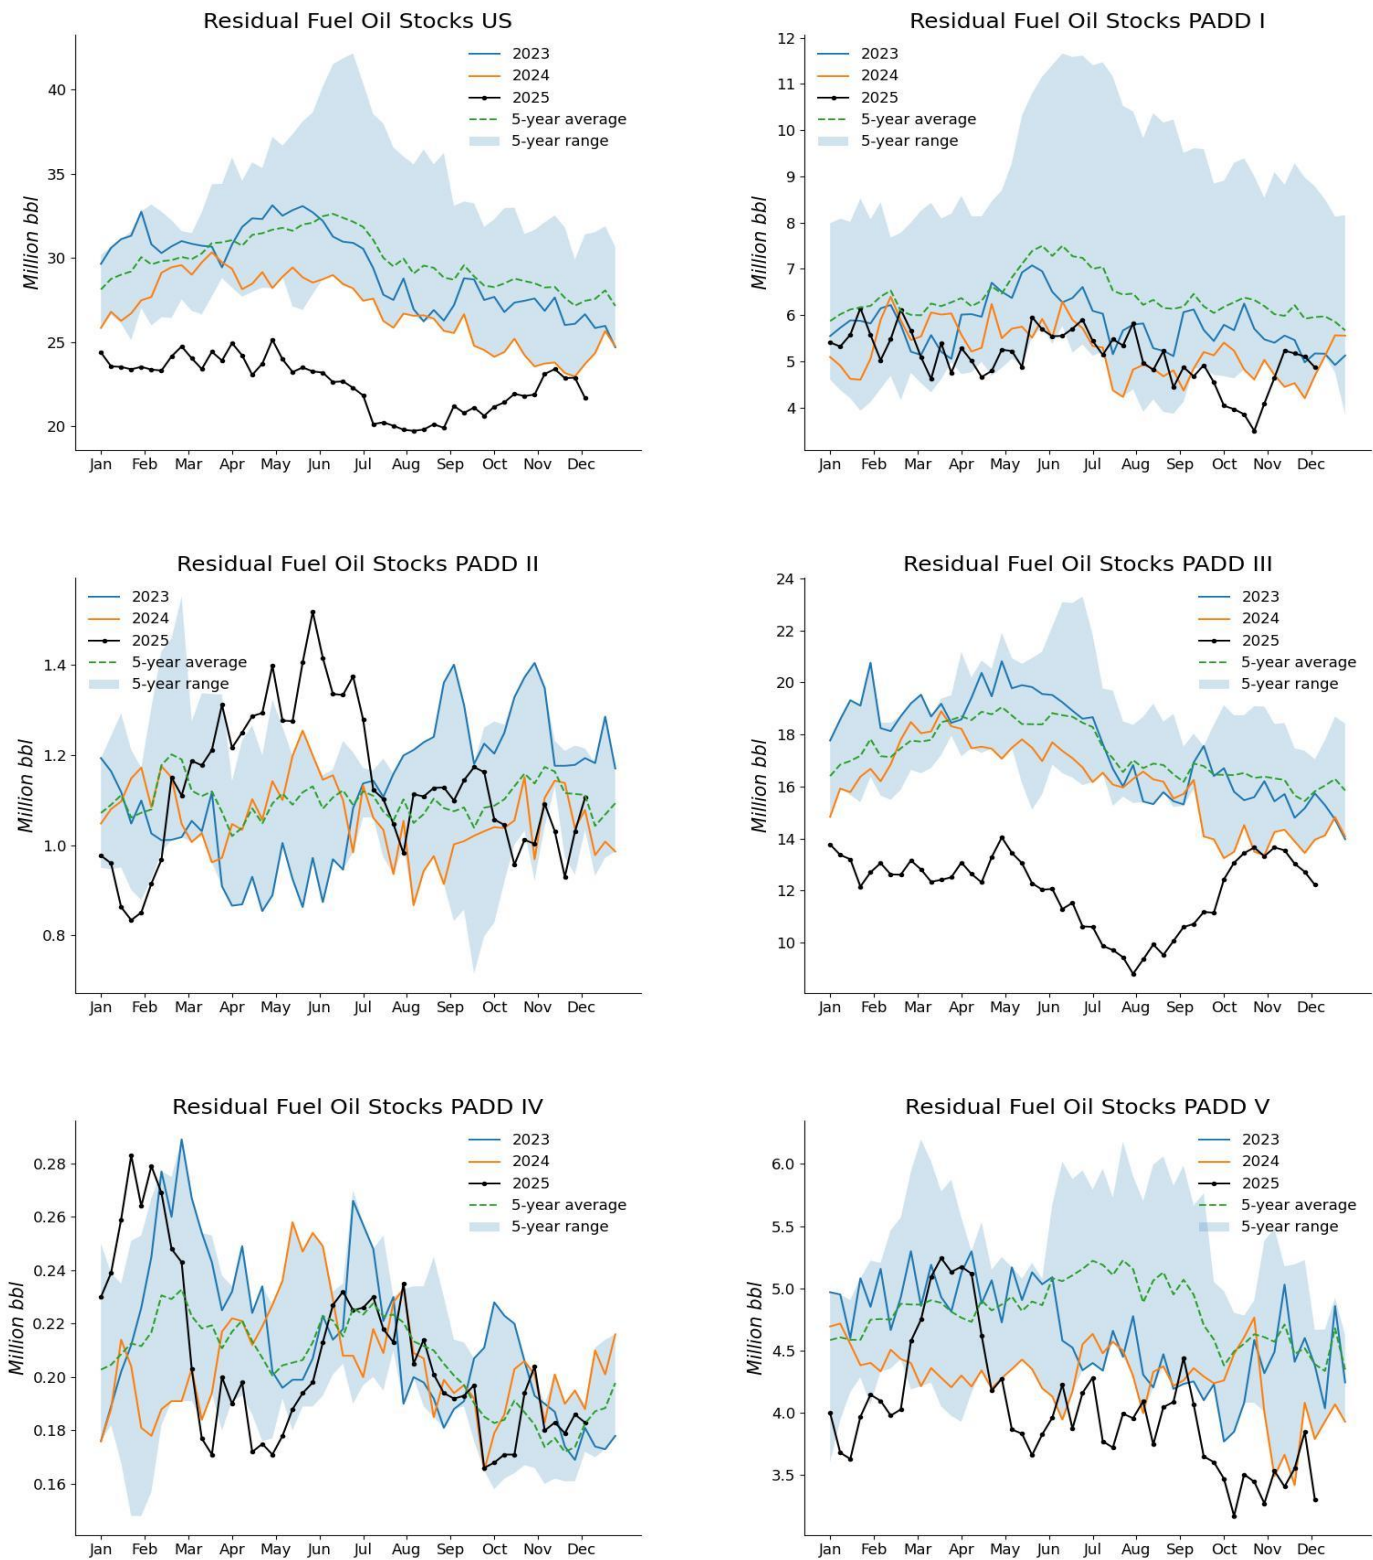 Residual Fuel Oil Stocks US
Million bbl
40
35
30
25
20
2023
2024
2025
5-year average
5-year range
Jan Feb Mar Apr May Jun Jul Aug Sep Oct Nov Dec
Residual Fuel Oil Stocks PADD I
Million bbl
12
11
10
9
8
7
6
5
4
2023
2024
2025
5-year average
5-year range
Jan Feb Mar Apr May Jun Jul Aug Sep Oct Nov Dec
Residual Fuel Oil Stocks PADD II
Million bbl
1.4
1.2
1.0
0.8
2023
2024
2025
5-year average
5-year range
Jan Feb Mar Apr May Jun Jul Aug Sep Oct Nov Dec
Residual Fuel Oil Stocks PADD III
Million bbl
24
22
20
18
16
14
12
10
2023
2024
2025
5-year average
5-year range
Jan Feb Mar Apr May Jun Jul Aug Sep Oct Nov Dec
Residual Fuel Oil Stocks PADD IV
Million bbl
0.28
0.26
0.24
0.22
0.20
0.18
0.16
2023
2024
2025
5-year average
5-year range
Jan Feb Mar Apr May Jun Jul Aug Sep Oct Nov Dec
Residual Fuel Oil Stocks PADD V
Million bbl
6.0
5.5
5.0
4.5
4.0
3.5
2023
2024
2025
5-year average
5-year range
Jan Feb Mar Apr May Jun Jul Aug Sep Oct Nov Dec